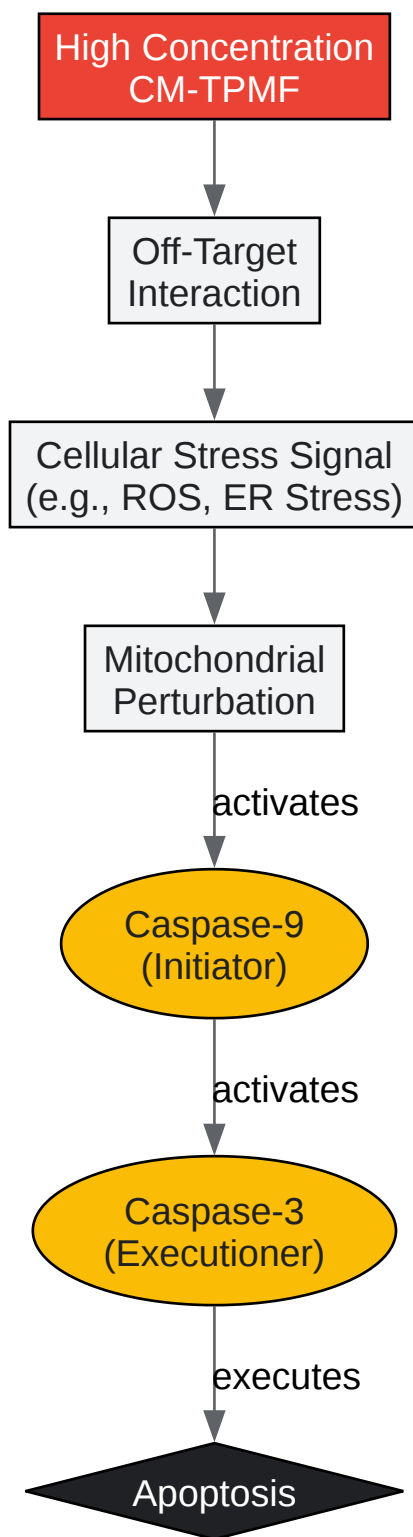 High Concentration
CM-TPMF
Off-Target
Interaction
Cellular Stress Signal
(e.g., ROS, ER Stress)
Mitochondrial
Perturbation
activates
Caspase-9
(Initiator)
activates
Caspase-3
(Executioner)
executes
Apoptosis